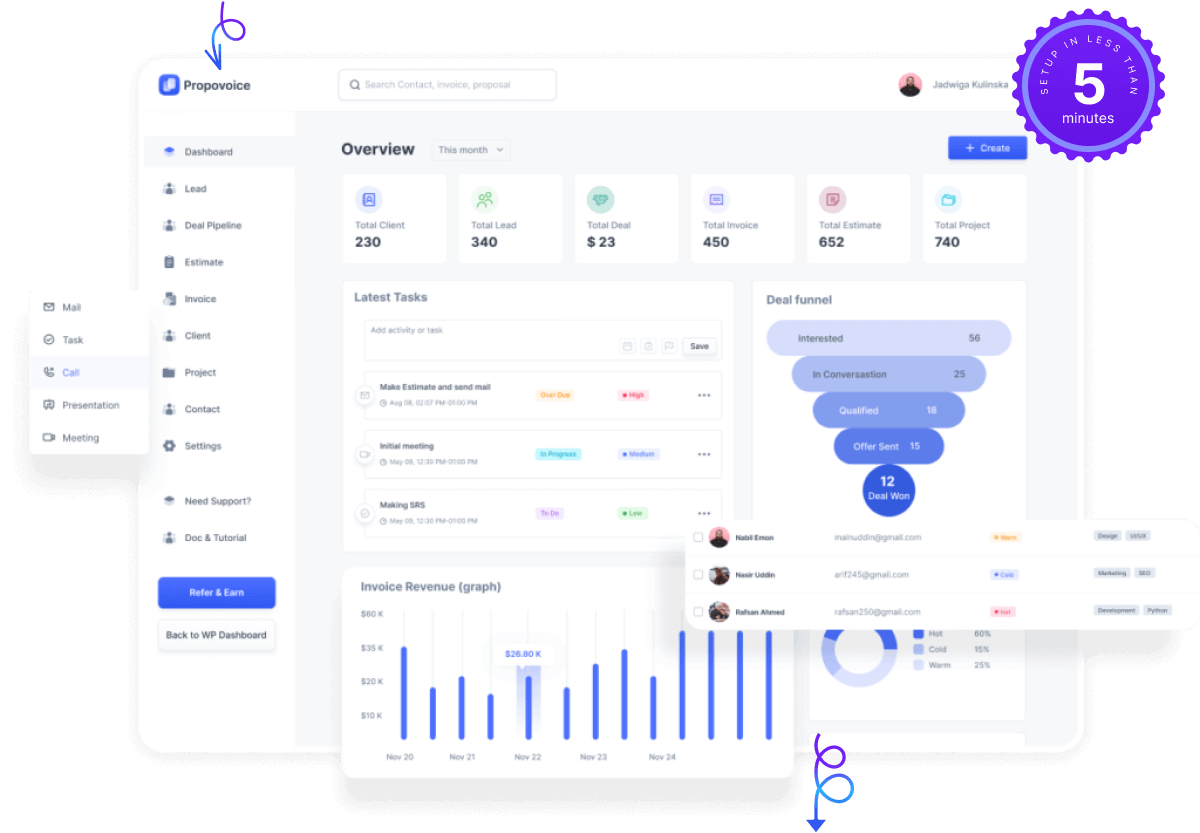 SETUP IN LESS THAN
5
minutes
Propovoice
Search Contact, invoice, proposal
Jadwiga Kulinska
Dashboard
Lead
Deal Pipeline
Estimate
Invoice
Client
Project
Contact
Settings
Need Support?
Doc & Tutorial
Refer & Earn
Back to WP Dashboard
Mail
Task
Call
Presentation
Meeting
Overview This month
+ Create
Total Client
230
Total Lead
340
Total Deal
$ 23
Total Invoice
450
Total Estimate
652
Total Project
740
Latest Tasks
Add activity or task
Save
Make Estimate and send mail
Aug 08, 02:07 PM-01:00 PM
Over Due
High
Initial meeting
May 09, 12:30 PM-01:00 PM
In Progress
Medium
Making SRS
May 09, 12:30 PM-01:00 PM
To Do
Low
Deal funnel
Interested 56
In Conversastion 25
Qualified 18
Offer Sent 15
12
Deal Won
Nabil Emon mainuddin@gmail.com Warm Design UI/UX
Nasir Uddin arif245@gmail.com Cold Marketing SEO
Rafsan Ahmed rafsan250@gmail.com Hot Development Python
Hot 60%
Cold 15%
Warm 25%
Invoice Revenue (graph)
$60 K
$35 K
$20 K
$10 K
$26.80 K
Nov 20 Nov 21 Nov 22 Nov 23 Nov 24